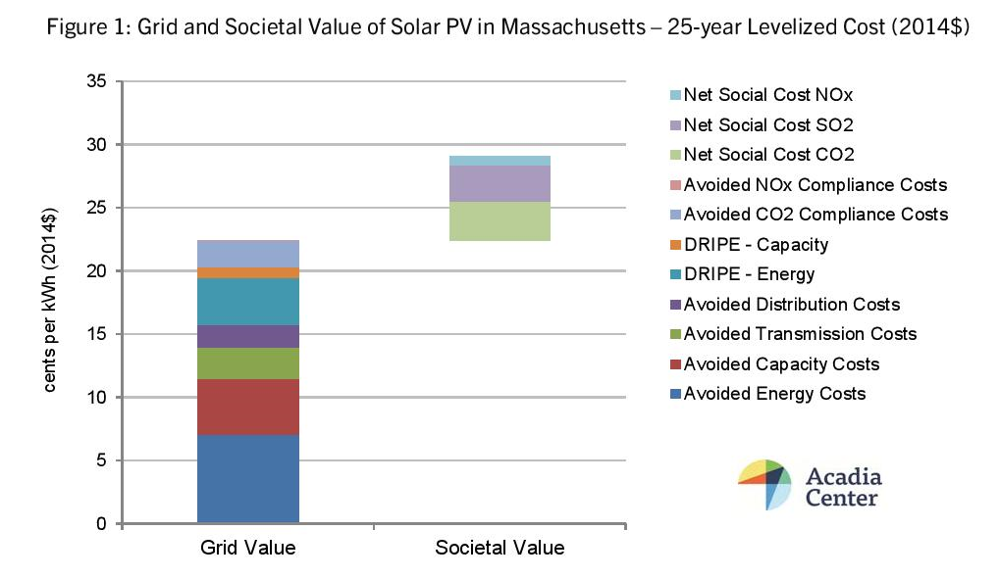 Figure 1: Grid and Societal Value of Solar PV in Massachusetts – 25-year Levelized Cost (2014$)
35
30
25
20
15
10
5
0
cents per kWh (2014$)
Grid Value
Societal Value
Net Social Cost NOx
Net Social Cost SO2
Net Social Cost CO2
Avoided NOx Compliance Costs
Avoided CO2 Compliance Costs
DRIPE - Capacity
DRIPE - Energy
Avoided Distribution Costs
Avoided Transmission Costs
Avoided Capacity Costs
Avoided Energy Costs
Acadia
Center